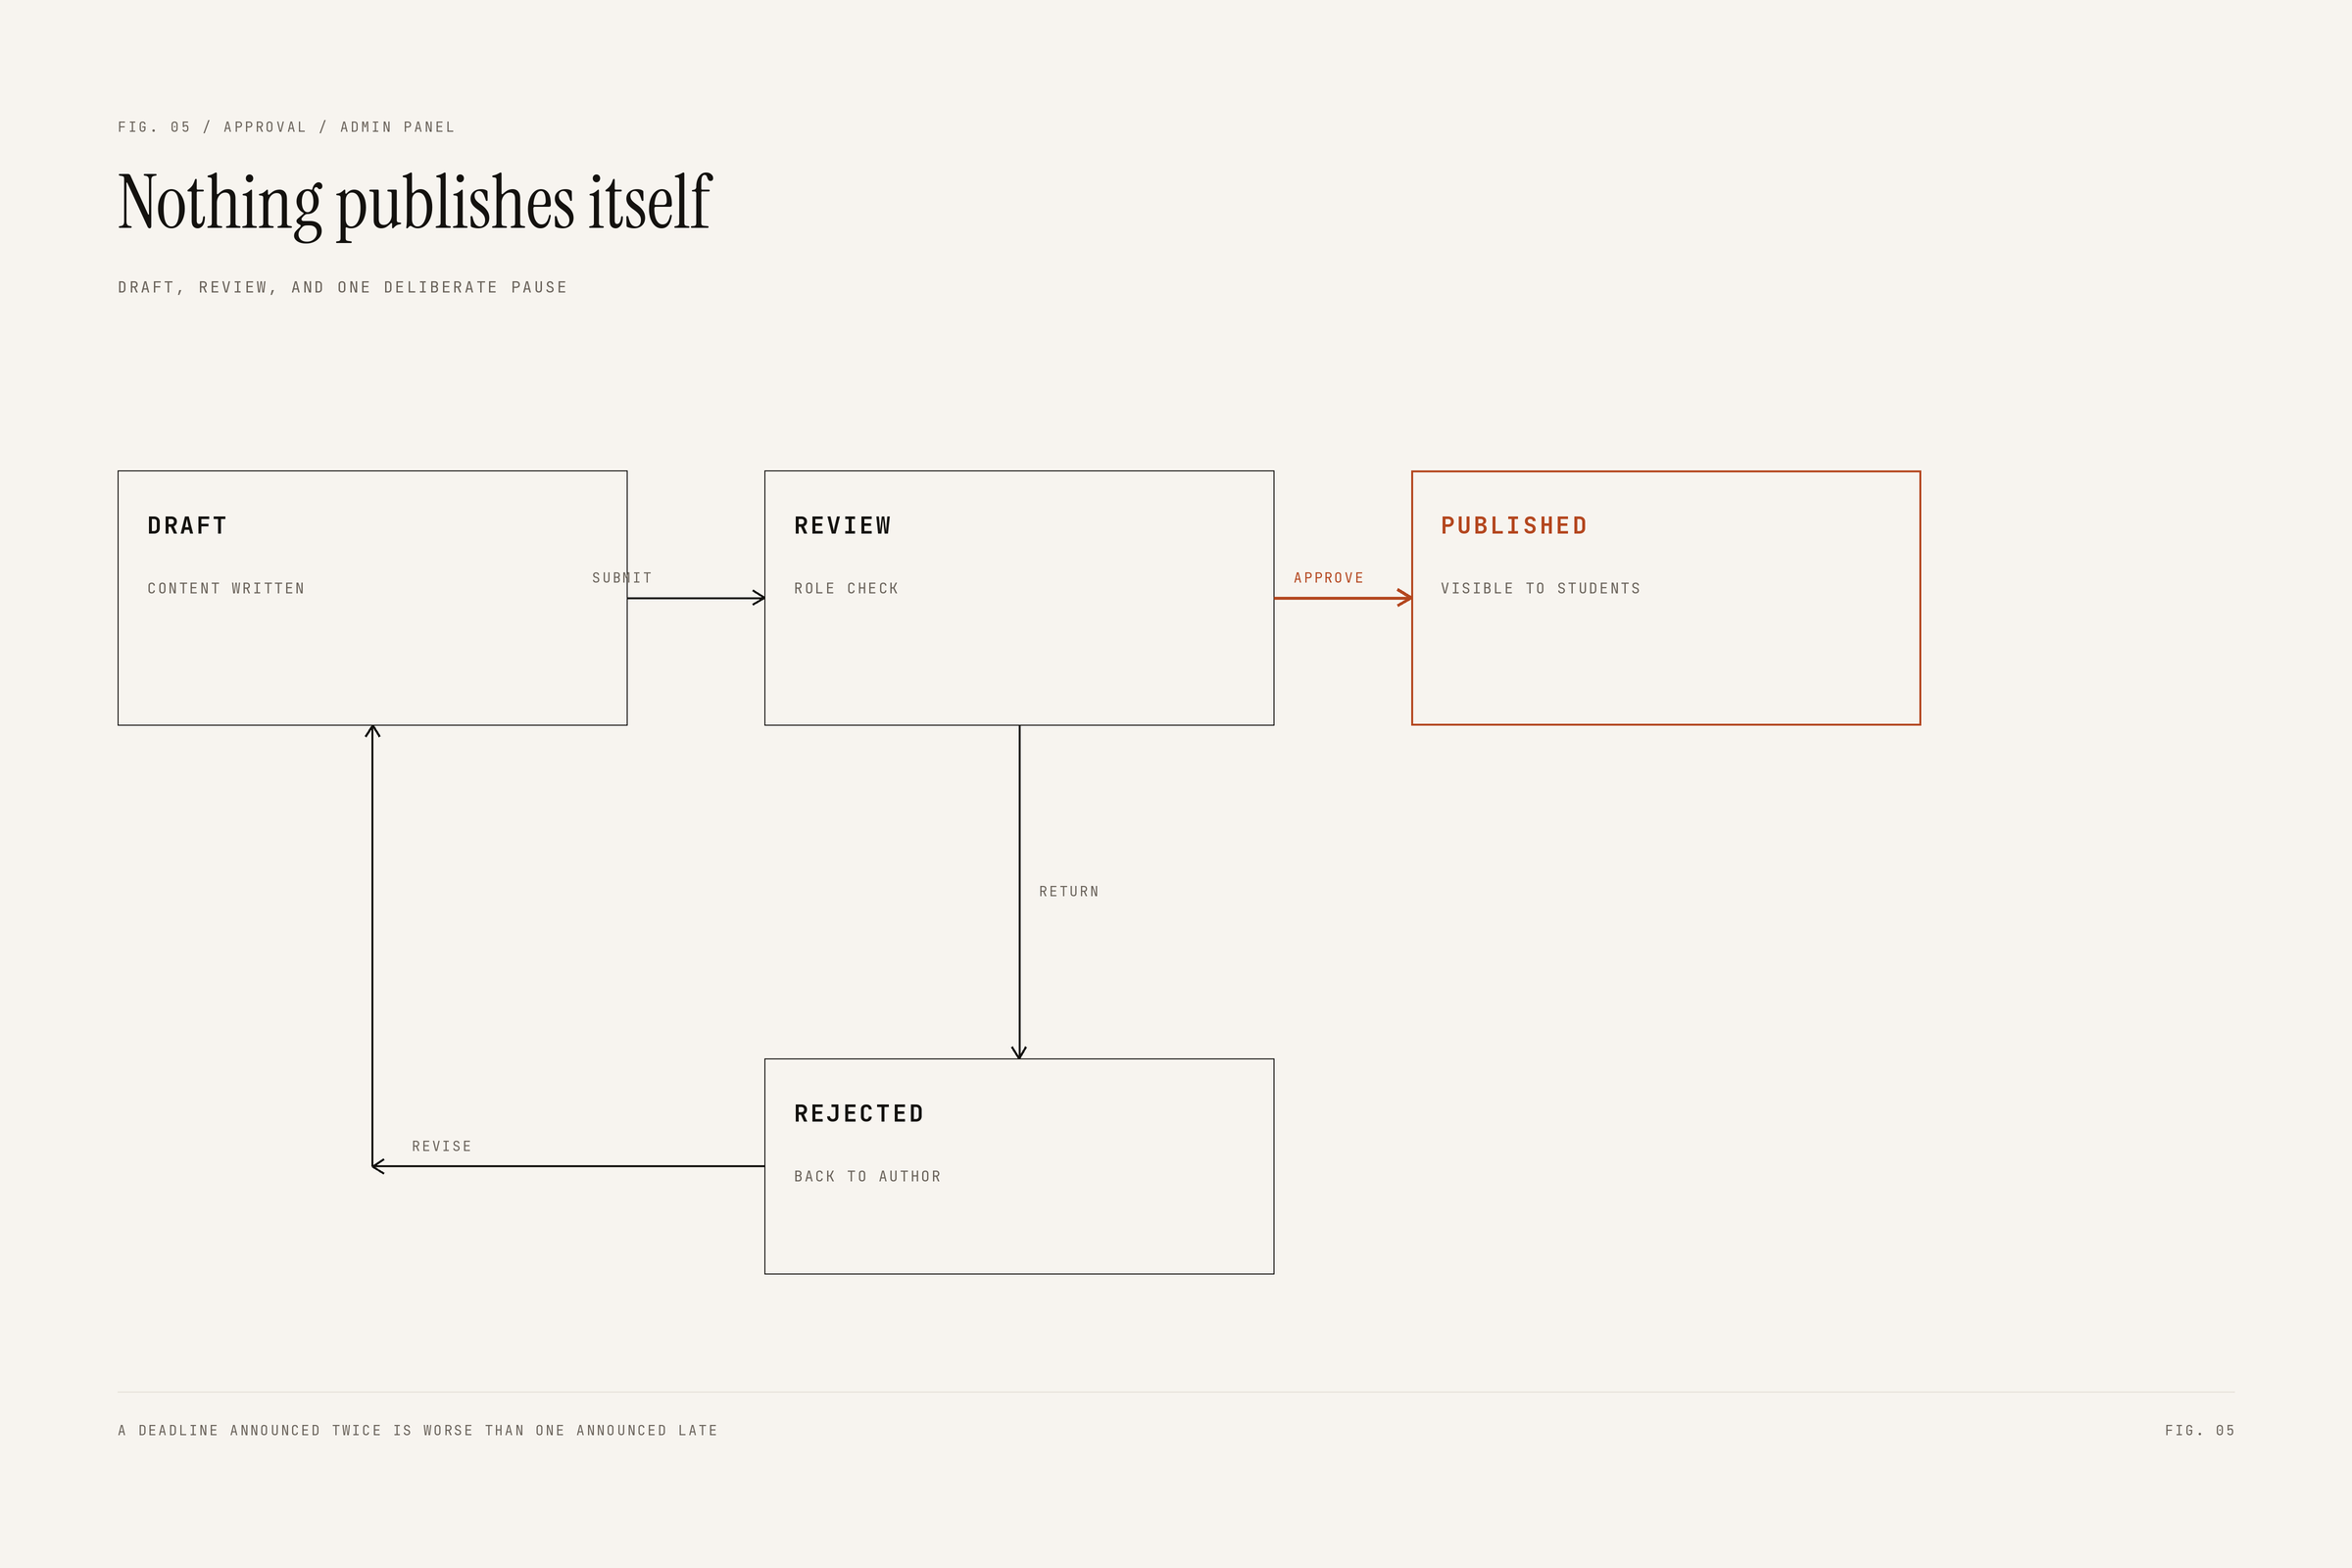 FIG. 05 / APPROVAL / ADMIN PANEL
Nothing publishes itself
DRAFT, REVIEW, AND ONE DELIBERATE PAUSE
DRAFT
CONTENT WRITTEN
SUBMIT
REVIEW
ROLE CHECK
APPROVE
PUBLISHED
VISIBLE TO STUDENTS
RETURN
REVISE
REJECTED
BACK TO AUTHOR
A DEADLINE ANNOUNCED TWICE IS WORSE THAN ONE ANNOUNCED LATE
FIG. 05